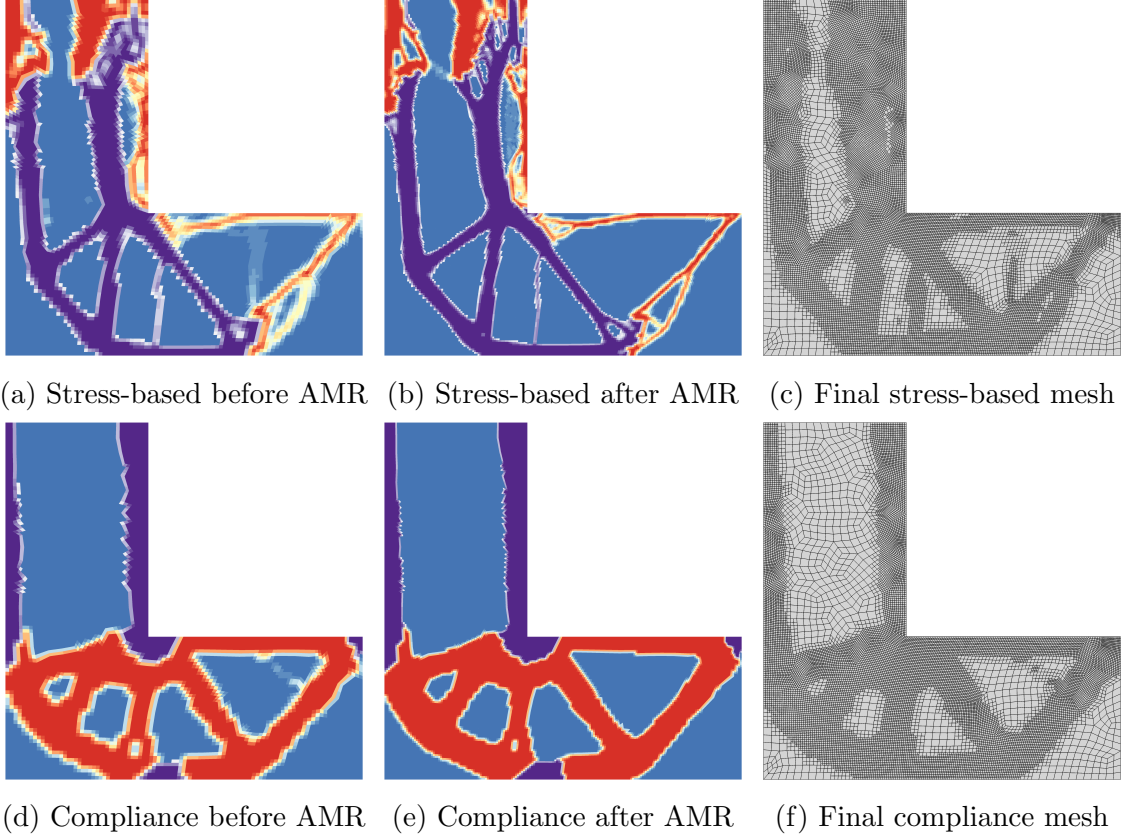 (a) Stress-based before AMR (b) Stress-based after AMR (c) Final stress-based mesh
(d) Compliance before AMR (e) Compliance after AMR (f) Final compliance mesh